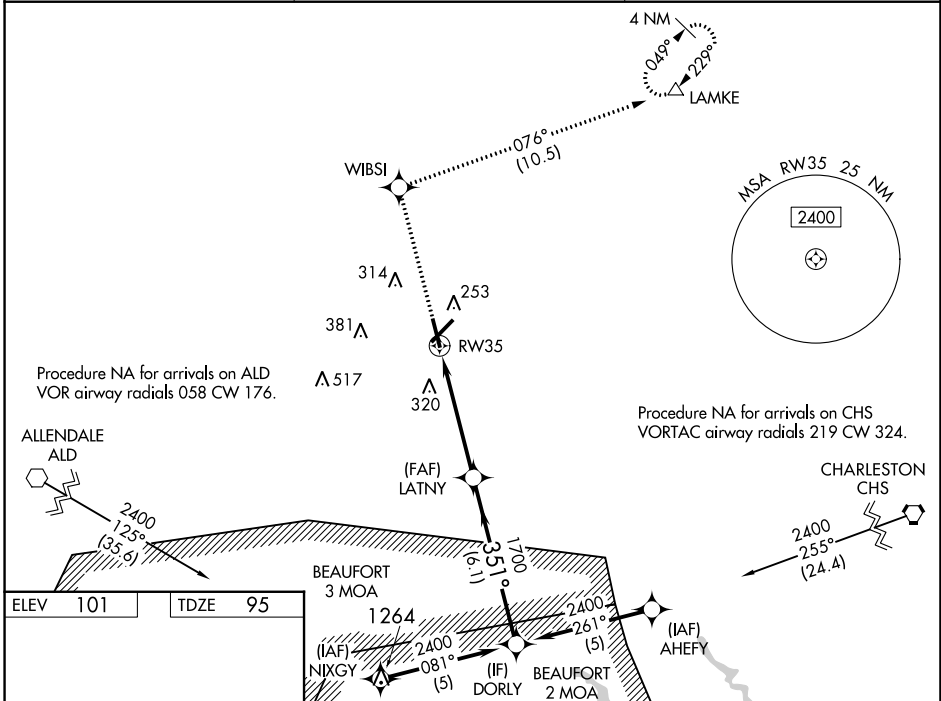 4 NM
049°
229°
LAMKE
076°
(10.5)
WIBSI
MSA RW35 25 NM
2400
314
253
381
RW35
517
320
Procedure NA for arrivals on ALD
VOR airway radials 058 CW 176.
Procedure NA for arrivals on CHS
VORTAC airway radials 219 CW 324.
ALLENDALE
ALD
(FAF)
LATNY
CHARLESTON
CHS
2400
125°
(35.6)
1700
351°
(6.1)
2400
255°
(24.4)
BEAUFORT
3 MOA
ELEV 101
TDZE 95
1264
2400
261°
(5)
(IAF)
AHEFY
(IAF)
NIXGY
2400
081°
(5)
(IF)
DORLY
BEAUFORT
2 MOA